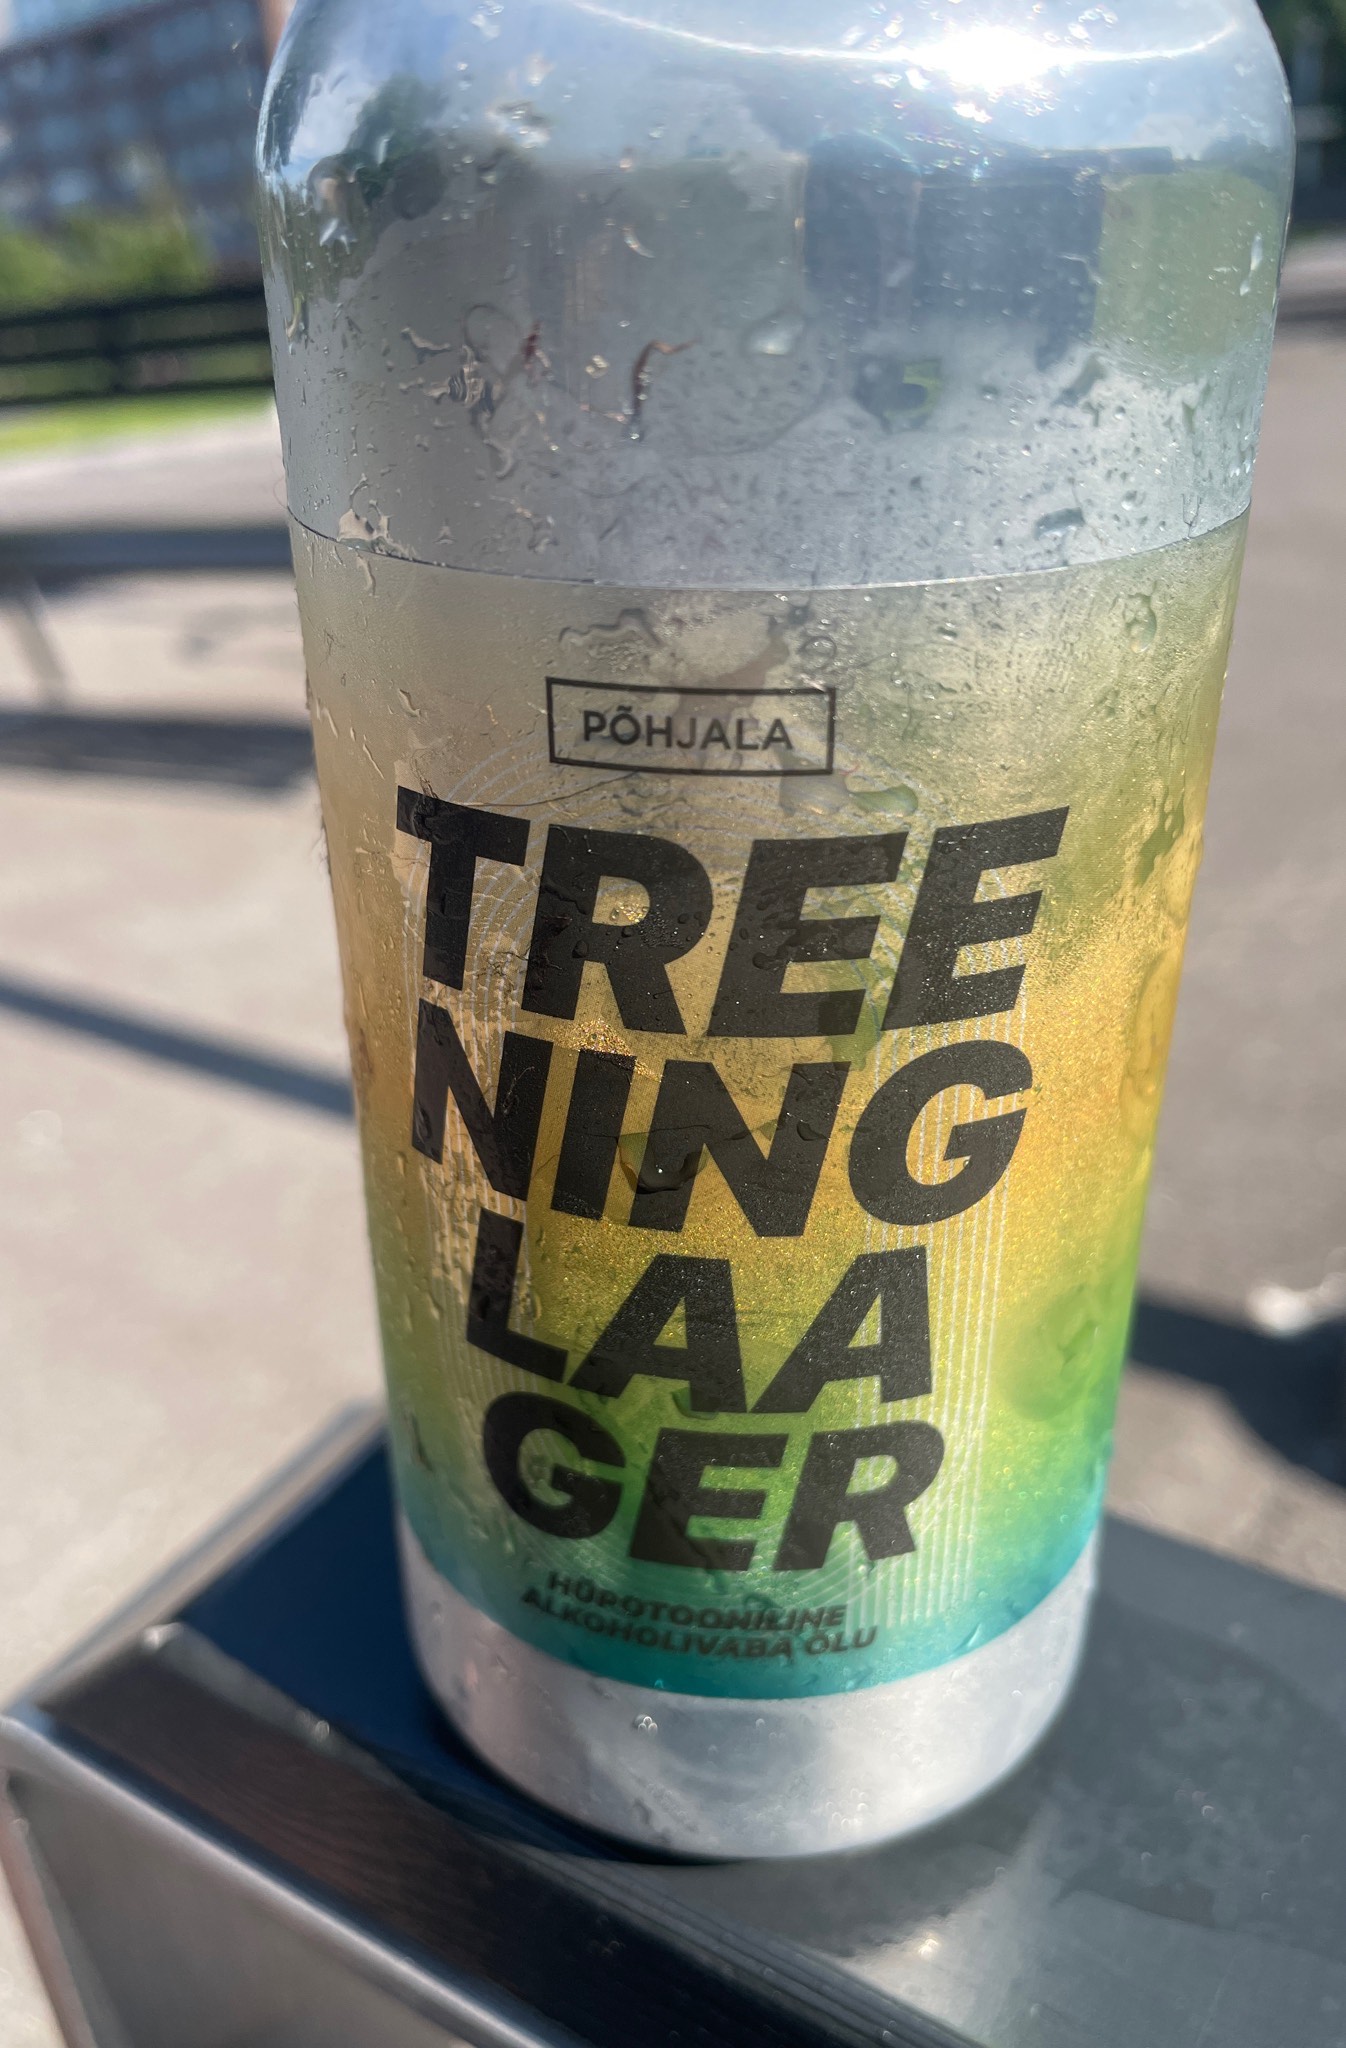 PÕHJALA
TREE
NING
LAA
GER
HÜPOTOONILINE
ALKOHOLIVABA ÕLU